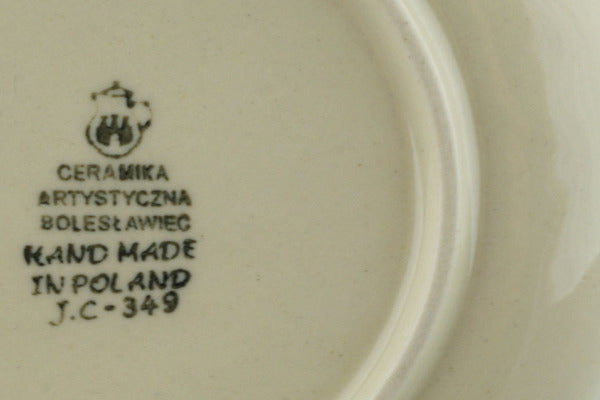 CERAMIKA
ARTYSTYCZNA
BOLESŁAWIEC
HAND MADE
IN POLAND
J.C-349